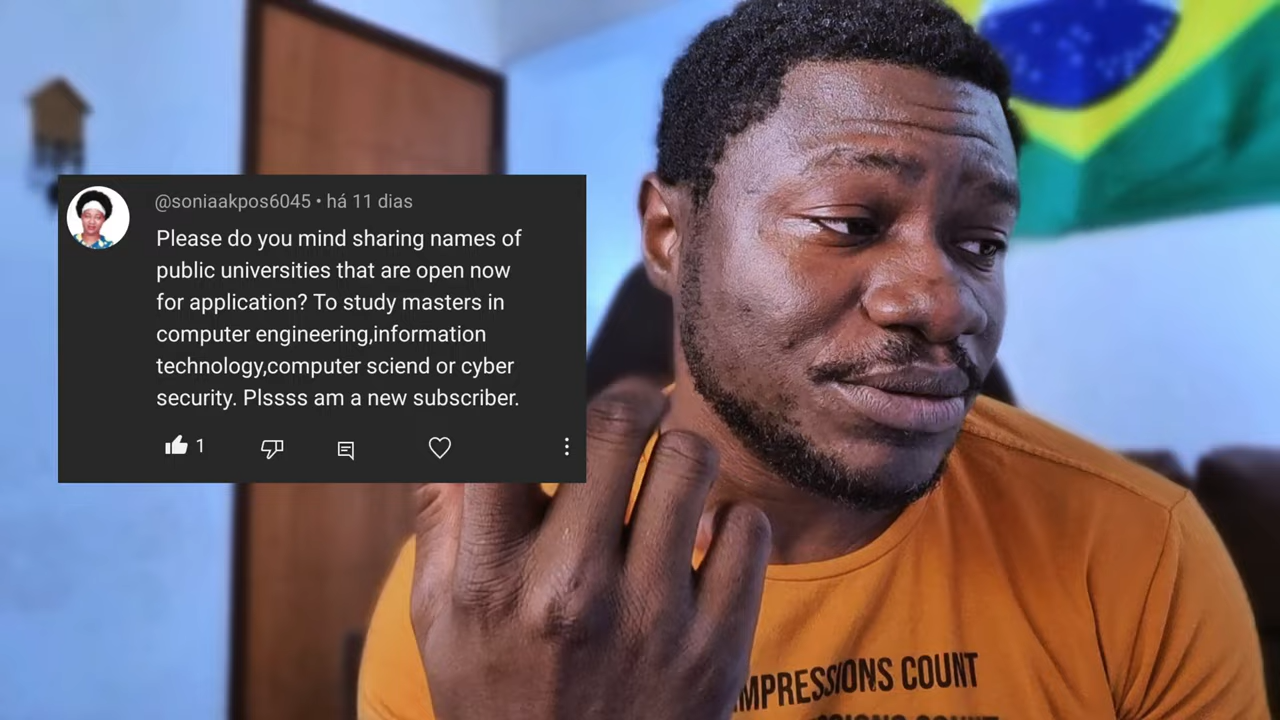 @soniaakpos6045 • há 11 dias
Please do you mind sharing names of
public universities that are open now
for application? To study masters in
computer engineering,information
technology,computer sciend or cyber
security. Plssss am a new subscriber.
1
IMPRESSIONS COUNT